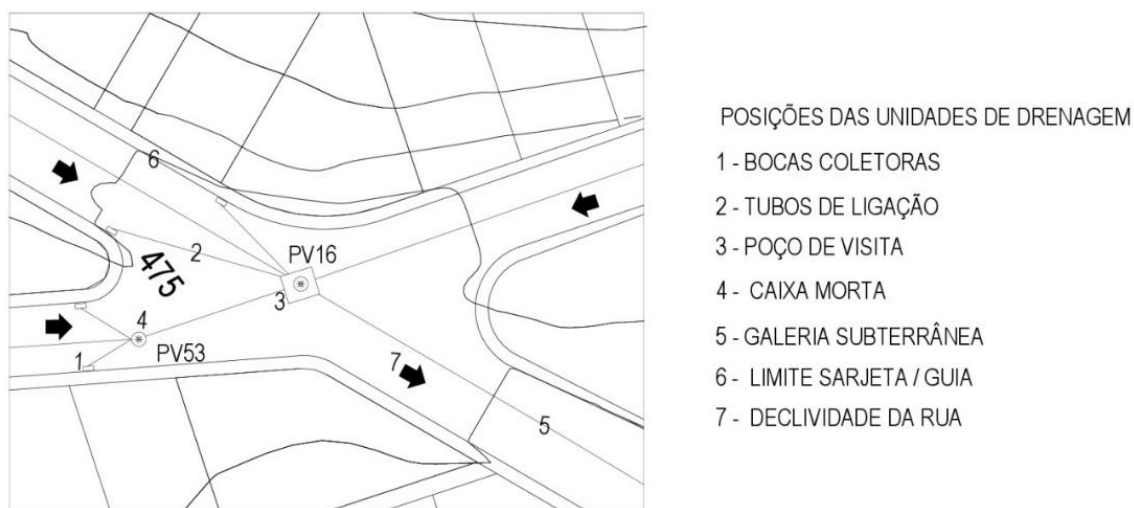 6
2
PV16
475
3
4
PV53
1
7
5
POSIÇÕES DAS UNIDADES DE DRENAGEM
1 - BOCAS COLETORAS
2 - TUBOS DE LIGAÇÃO
3 - POÇO DE VISITA
4 - CAIXA MORTA
5 - GALERIA SUBTERRÂNEA
6 - LIMITE SARJETA / GUIA
7 - DECLIVIDADE DA RUA